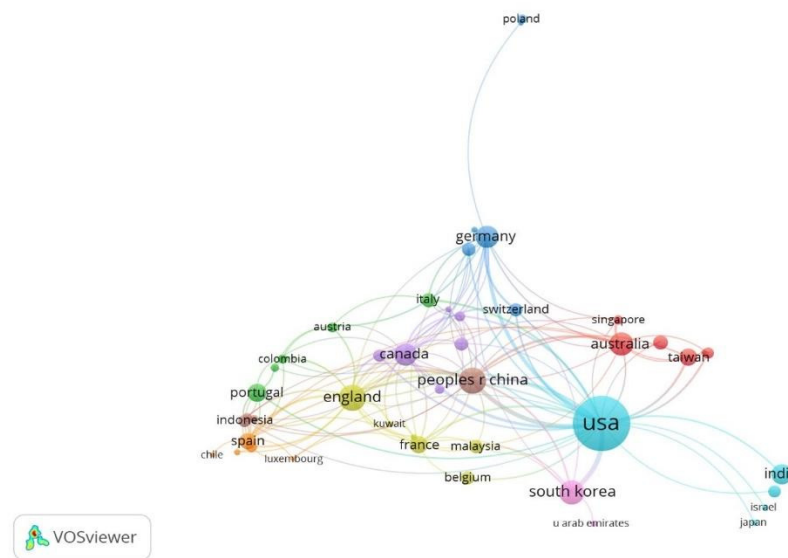 poland
germany
italy
switzerland
singapore
austria
australia
canada
taiwan
colombia
peoples r china
portugal
england
indonesia
kuwait
usa
spain
france
malaysia
chile
luxembourg
belgium
indi
south korea
israel
u arab emirates
japan
VOSviewer